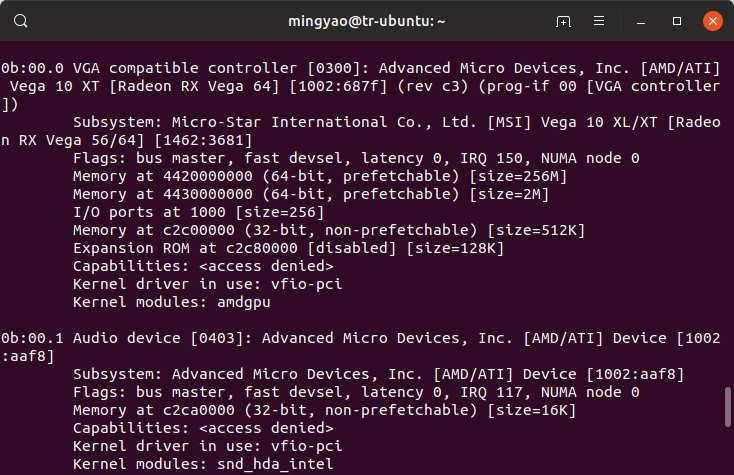 mingyao@tr-ubuntu: ~
0b:00.0 VGA compatible controller [0300]: Advanced Micro Devices, Inc. [AMD/ATI]
 Vega 10 XT [Radeon RX Vega 64] [1002:687f] (rev c3) (prog-if 00 [VGA controller
])
        Subsystem: Micro-Star International Co., Ltd. [MSI] Vega 10 XL/XT [Radeo
n RX Vega 56/64] [1462:3681]
        Flags: bus master, fast devsel, latency 0, IRQ 150, NUMA node 0
        Memory at 4420000000 (64-bit, prefetchable) [size=256M]
        Memory at 4430000000 (64-bit, prefetchable) [size=2M]
        I/O ports at 1000 [size=256]
        Memory at c2c00000 (32-bit, non-prefetchable) [size=512K]
        Expansion ROM at c2c80000 [disabled] [size=128K]
        Capabilities: <access denied>
        Kernel driver in use: vfio-pci
        Kernel modules: amdgpu
0b:00.1 Audio device [0403]: Advanced Micro Devices, Inc. [AMD/ATI] Device [1002
:aaf8]
        Subsystem: Advanced Micro Devices, Inc. [AMD/ATI] Device [1002:aaf8]
        Flags: bus master, fast devsel, latency 0, IRQ 117, NUMA node 0
        Memory at c2ca0000 (32-bit, non-prefetchable) [size=16K]
        Capabilities: <access denied>
        Kernel driver in use: vfio-pci
        Kernel modules: snd_hda_intel